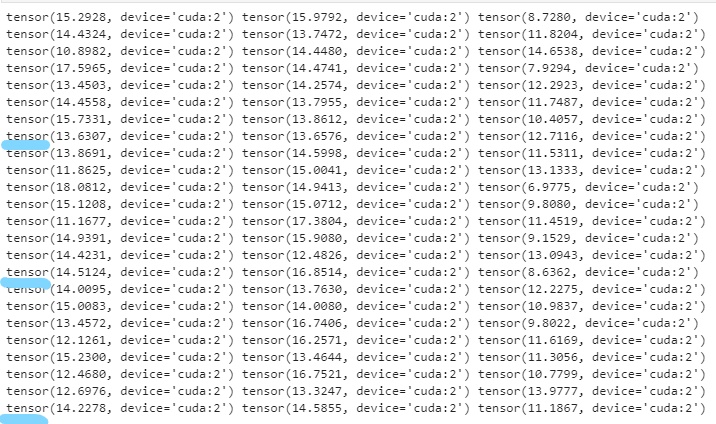 tensor(15.2928, device='cuda:2') tensor(15.9792, device='cuda:2') tensor(8.7280, device='cuda:2')
tensor(14.4324, device='cuda:2') tensor(13.7472, device='cuda:2') tensor(11.8204, device='cuda:2')
tensor(10.8982, device='cuda:2') tensor(14.4480, device='cuda:2') tensor(14.6538, device='cuda:2')
tensor(17.5965, device='cuda:2') tensor(14.4741, device='cuda:2') tensor(7.9294, device='cuda:2')
tensor(13.4503, device='cuda:2') tensor(14.2574, device='cuda:2') tensor(12.2923, device='cuda:2')
tensor(14.4558, device='cuda:2') tensor(13.7955, device='cuda:2') tensor(11.7487, device='cuda:2')
tensor(15.7331, device='cuda:2') tensor(13.8612, device='cuda:2') tensor(10.4057, device='cuda:2')
tensor(13.6307, device='cuda:2') tensor(13.6576, device='cuda:2') tensor(12.7116, device='cuda:2')
tensor(13.8691, device='cuda:2') tensor(14.5998, device='cuda:2') tensor(11.5311, device='cuda:2')
tensor(11.8625, device='cuda:2') tensor(15.0041, device='cuda:2') tensor(13.1333, device='cuda:2')
tensor(18.0812, device='cuda:2') tensor(14.9413, device='cuda:2') tensor(6.9775, device='cuda:2')
tensor(15.1208, device='cuda:2') tensor(15.0712, device='cuda:2') tensor(9.8080, device='cuda:2')
tensor(11.1677, device='cuda:2') tensor(17.3804, device='cuda:2') tensor(11.4519, device='cuda:2')
tensor(14.9391, device='cuda:2') tensor(15.9080, device='cuda:2') tensor(9.1529, device='cuda:2')
tensor(14.4231, device='cuda:2') tensor(12.4826, device='cuda:2') tensor(13.0943, device='cuda:2')
tensor(14.5124, device='cuda:2') tensor(16.8514, device='cuda:2') tensor(8.6362, device='cuda:2')
tensor(14.0095, device='cuda:2') tensor(13.7630, device='cuda:2') tensor(12.2275, device='cuda:2')
tensor(15.0083, device='cuda:2') tensor(14.0080, device='cuda:2') tensor(10.9837, device='cuda:2')
tensor(13.4572, device='cuda:2') tensor(16.7406, device='cuda:2') tensor(9.8022, device='cuda:2')
tensor(12.1261, device='cuda:2') tensor(16.2571, device='cuda:2') tensor(11.6169, device='cuda:2')
tensor(15.2300, device='cuda:2') tensor(13.4644, device='cuda:2') tensor(11.3056, device='cuda:2')
tensor(12.4680, device='cuda:2') tensor(16.7521, device='cuda:2') tensor(10.7799, device='cuda:2')
tensor(12.6976, device='cuda:2') tensor(13.3247, device='cuda:2') tensor(13.9777, device='cuda:2')
tensor(14.2278, device='cuda:2') tensor(14.5855, device='cuda:2') tensor(11.1867, device='cuda:2')